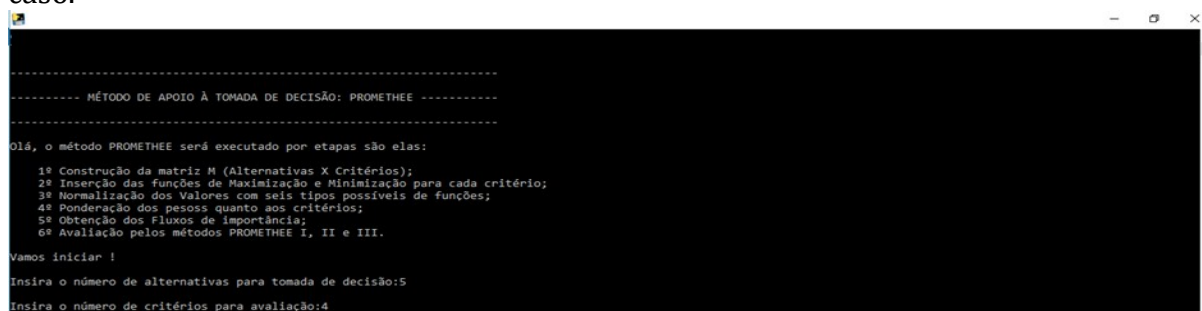 caso.
----------------------------------------------------------------------
---------- MÉTODO DE APOIO À TOMADA DE DECISÃO: PROMETHEE -----------
----------------------------------------------------------------------
Olá, o método PROMETHEE será executado por etapas são elas:
1º Construção da matriz M (Alternativas X Critérios);
2º Inserção das funções de Maximização e Minimização para cada critério;
3º Normalização dos Valores com seis tipos possíveis de funções;
4º Ponderação dos pesoss quanto aos critérios;
5º Obtenção dos Fluxos de importância;
6º Avaliação pelos métodos PROMETHEE I, II e III.
Vamos iniciar !
Insira o número de alternativas para tomada de decisão:5
Insira o número de critérios para avaliação:4